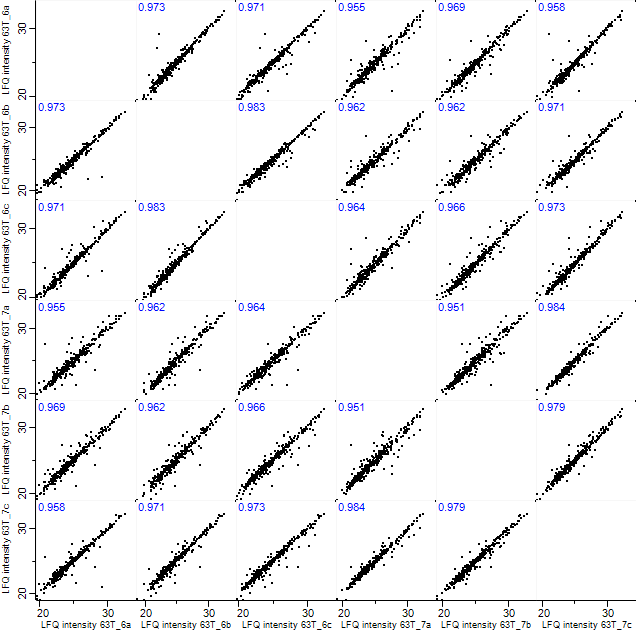 0.973 0.971 0.955 0.969 0.958
LFQ intensity 63T_6a
20 30
0.973 0.983 0.962 0.962 0.971
LFQ intensity 63T_6b
20 30
0.971 0.983 0.964 0.966 0.973
LFQ intensity 63T_6c
20 30
0.955 0.962 0.964 0.951 0.984
LFQ intensity 63T_7a
20 30
0.969 0.962 0.966 0.951 0.979
LFQ intensity 63T_7b
20 30
0.958 0.971 0.973 0.984 0.979
LFQ intensity 63T_7c
20 30
20 30 20 30 20 30 20 30 20 30 20 30
LFQ intensity 63T_6a LFQ intensity 63T_6b LFQ intensity 63T_6c LFQ intensity 63T_7a LFQ intensity 63T_7b LFQ intensity 63T_7c